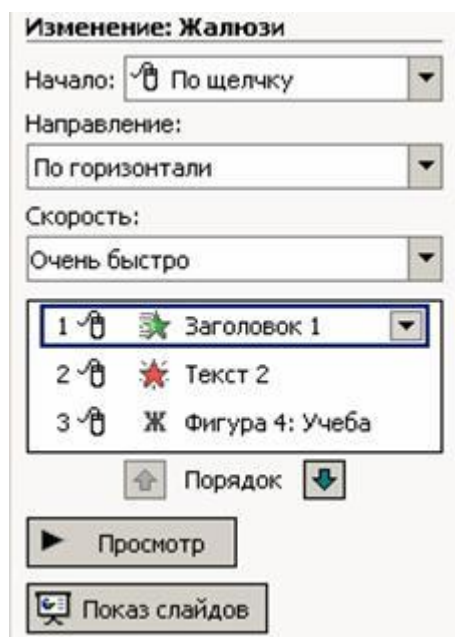 Изменение: Жалюзи
Начало: По щелчку
Направление:
По горизонтали
Скорость:
Очень быстро
1 Заголовок 1
2 Текст 2
3 Ж Фигура 4: Учеба
Порядок
Просмотр
Показ слайдов